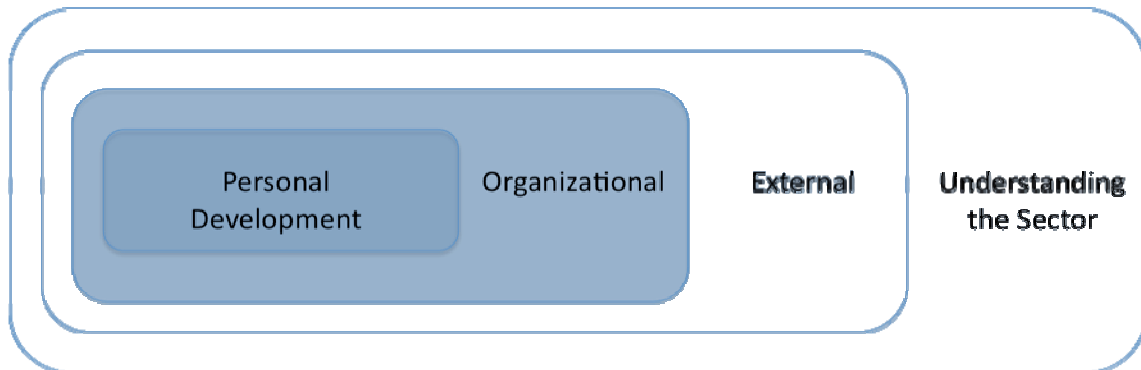 Personal
Development
Organizational
External
Understanding
the Sector